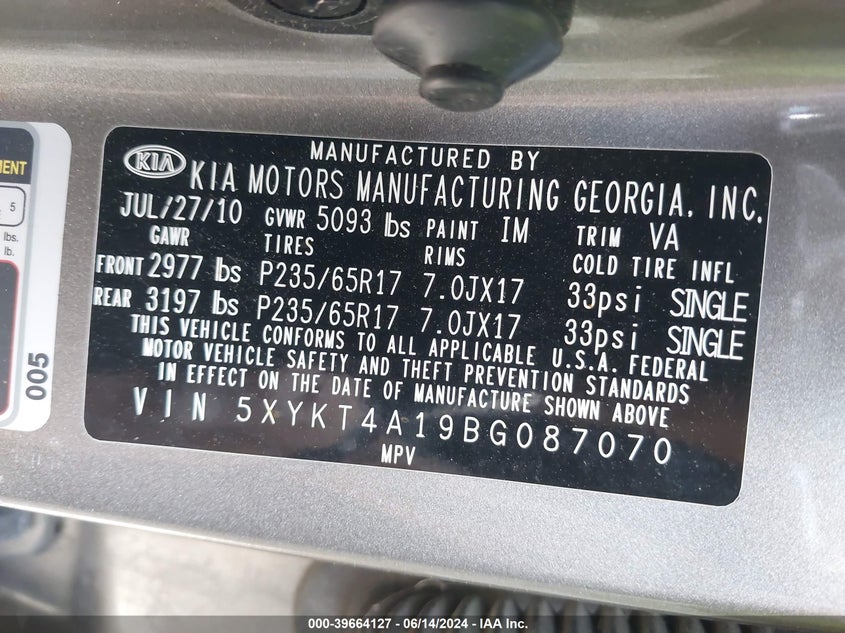 MENT
5
lbs.
lb.
005
MANUFACTURED BY
KIA KIA MOTORS MANUFACTURING GEORGIA, INC.
JUL/27/10 GVWR 5093 lbs PAINT IM TRIM VA
GAWR TIRES RIMS COLD TIRE INFL
FRONT 2977 lbs P235/65R17 7.0JX17 33psi SINGLE
REAR 3197 lbs P235/65R17 7.0JX17 33psi SINGLE
THIS VEHICLE CONFORMS TO ALL APPLICABLE U.S.A. FEDERAL
MOTOR VEHICLE SAFETY AND THEFT PREVENTION STANDARDS
IN EFFECT ON THE DATE OF MANUFACTURE SHOWN ABOVE
VIN 5XYKT4A19BG087070
MPV
000-39664127 - 06/14/2024 - IAA Inc.